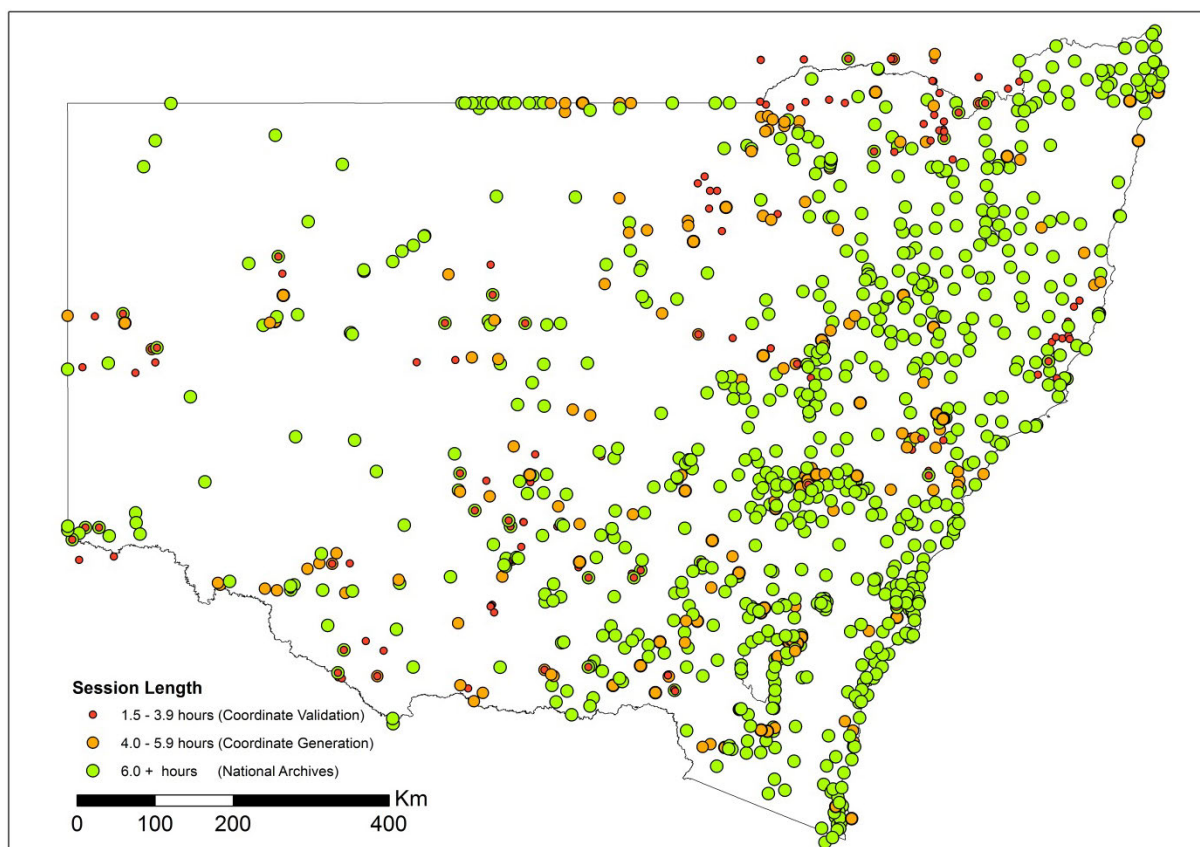 Session Length
1.5 - 3.9 hours (Coordinate Validation)
4.0 - 5.9 hours (Coordinate Generation)
6.0 + hours (National Archives)
Km
0 100 200 400